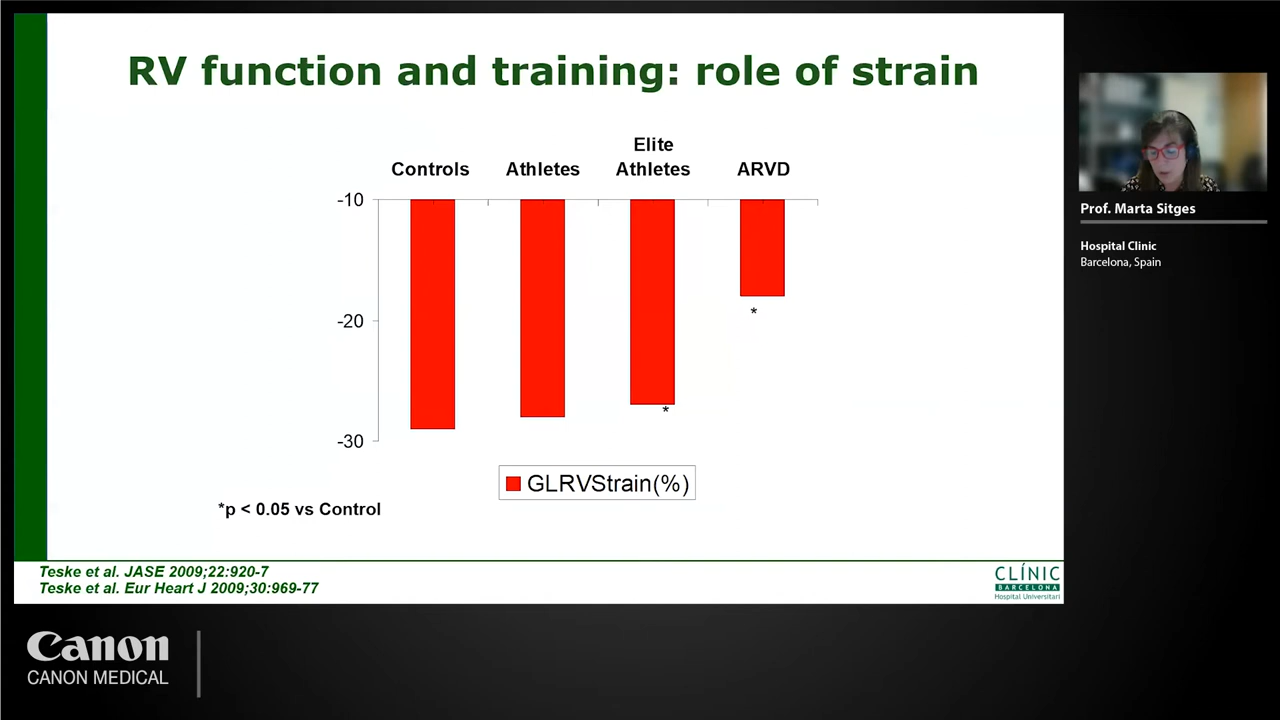 RV function and training: role of strain
Elite
Controls Athletes Athletes ARVD
-10
-20
*
*
-30
GLRVStrain(%)
*p < 0.05 vs Control
Teske et al. JASE 2009;22:920-7
Teske et al. Eur Heart J 2009;30:969-77
CLÍNIC
BARCELONA
Hospital Universitari
Prof. Marta Sitges
Hospital Clinic
Barcelona, Spain
Canon
CANON MEDICAL